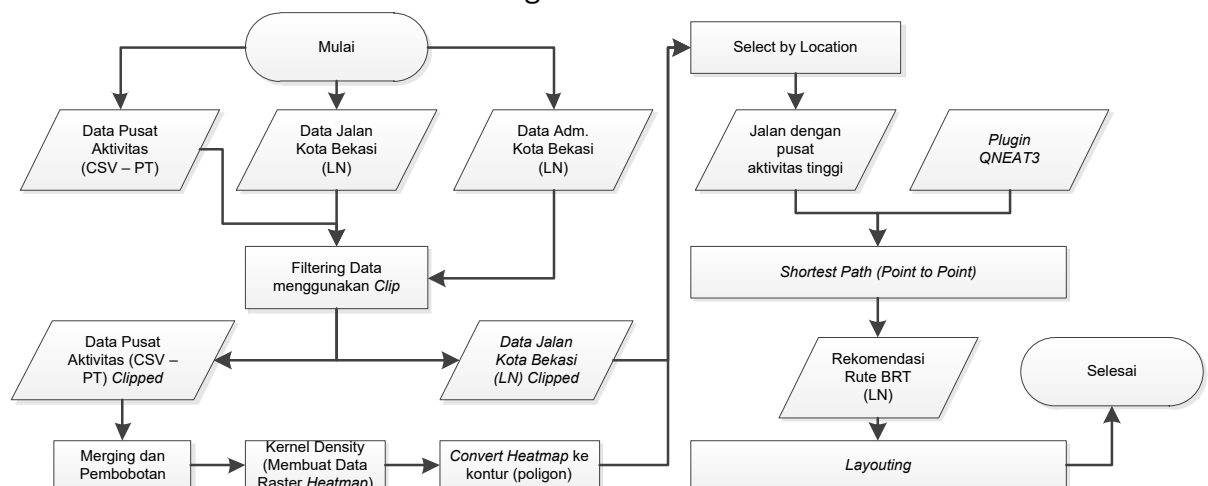 Mulai
Data Pusat
Aktivitas
(CSV – PT)
Data Jalan
Kota Bekasi
(LN)
Data Adm.
Kota Bekasi
(LN)
Filtering Data
menggunakan Clip
Data Pusat
Aktivitas (CSV –
PT) Clipped
Data Jalan
Kota Bekasi
(LN) Clipped
Merging dan
Pembobotan
Kernel Density
(Membuat Data
Raster Heatmap)
Convert Heatmap ke
kontur (poligon)
Select by Location
Jalan dengan
pusat
aktivitas tinggi
Plugin
QNEAT3
Shortest Path (Point to Point)
Rekomendasi
Rute BRT
(LN)
Layouting
Selesai